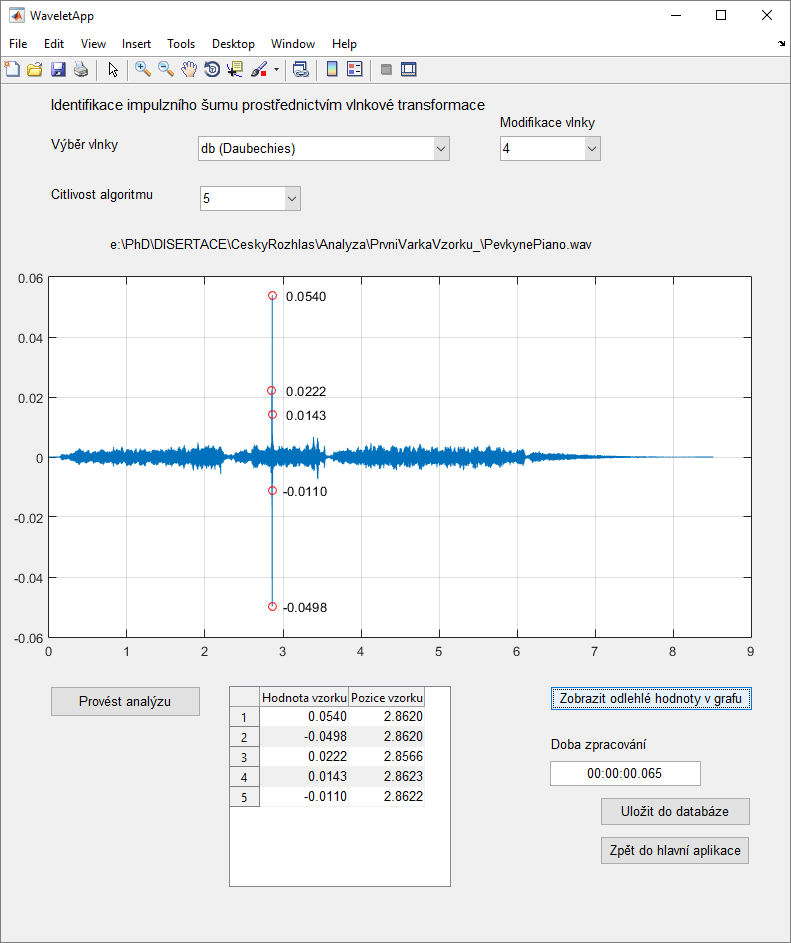 WaveletApp
File Edit View Insert Tools Desktop Window Help
Identifikace impulzního šumu prostřednictvím vlnkové transformace
Modifikace vlnky
Výběr vlnky
db (Daubechies)
4
Citlivost algoritmu
5
e:\PhD\DISERTACE\CeskyRozhlas\Analyza\PrvniVarkaVzorku_\PevkynePiano.wav
0.06
0.0540
0.04
0.0222
0.02
0.0143
0
-0.0110
-0.02
-0.04
-0.0498
-0.06
0 1 2 3 4 5 6 7 8 9
Provést analýzu
Hodnota vzorku Pozice vzorku
1 0.0540 2.8620
2 -0.0498 2.8620
3 0.0222 2.8566
4 0.0143 2.8623
5 -0.0110 2.8622
Zobrazit odlehlé hodnoty v grafu
Doba zpracování
00:00:00.065
Uložit do databáze
Zpět do hlavní aplikace